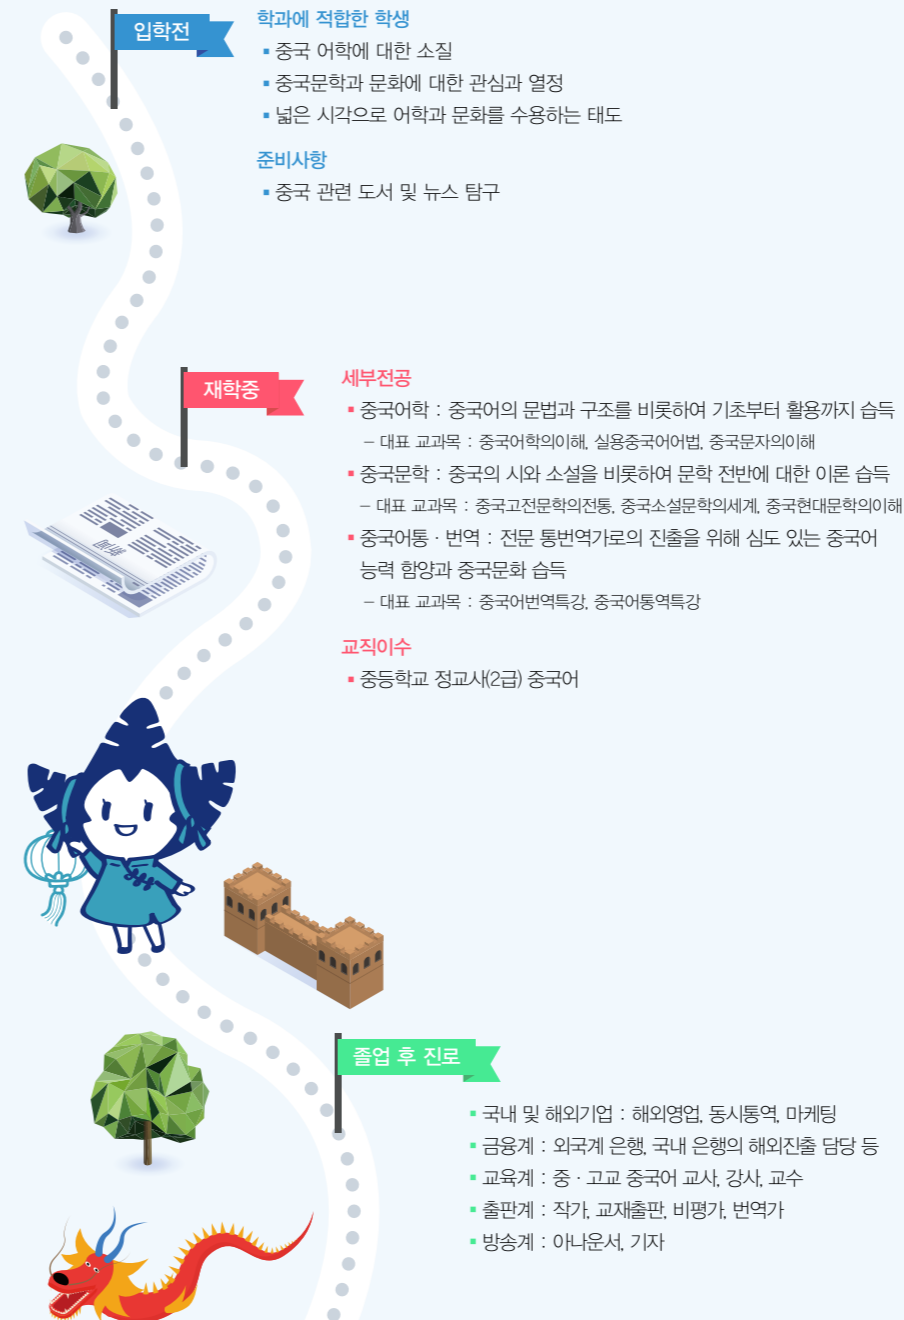 입학전
학과에 적합한 학생
▪ 중국 어학에 대한 소질
▪ 중국문학과 문화에 대한 관심과 열정
▪ 넓은 시각으로 어학과 문화를 수용하는 태도
준비사항
▪ 중국 관련 도서 및 뉴스 탐구
재학중
세부전공
▪ 중국어학 : 중국어의 문법과 구조를 비롯하여 기초부터 활용까지 습득
– 대표 교과목 : 중국어학의이해, 실용중국어어법, 중국문자의이해
▪ 중국문학 : 중국의 시와 소설을 비롯하여 문학 전반에 대한 이론 습득
– 대표 교과목 : 중국고전문학의전통, 중국소설문학의세계, 중국현대문학의이해
▪ 중국어통 · 번역 : 전문 통번역가로의 진출을 위해 심도 있는 중국어
능력 함양과 중국문화 습득
– 대표 교과목 : 중국어번역특강, 중국어통역특강
교직이수
▪ 중등학교 정교사(2급) 중국어
졸업 후 진로
▪ 국내 및 해외기업 : 해외영업, 동시통역, 마케팅
▪ 금융계 : 외국계 은행, 국내 은행의 해외진출 담당 등
▪ 교육계 : 중 · 고교 중국어 교사, 강사, 교수
▪ 출판계 : 작가, 교재출판, 비평가, 번역가
▪ 방송계 : 아나운서, 기자